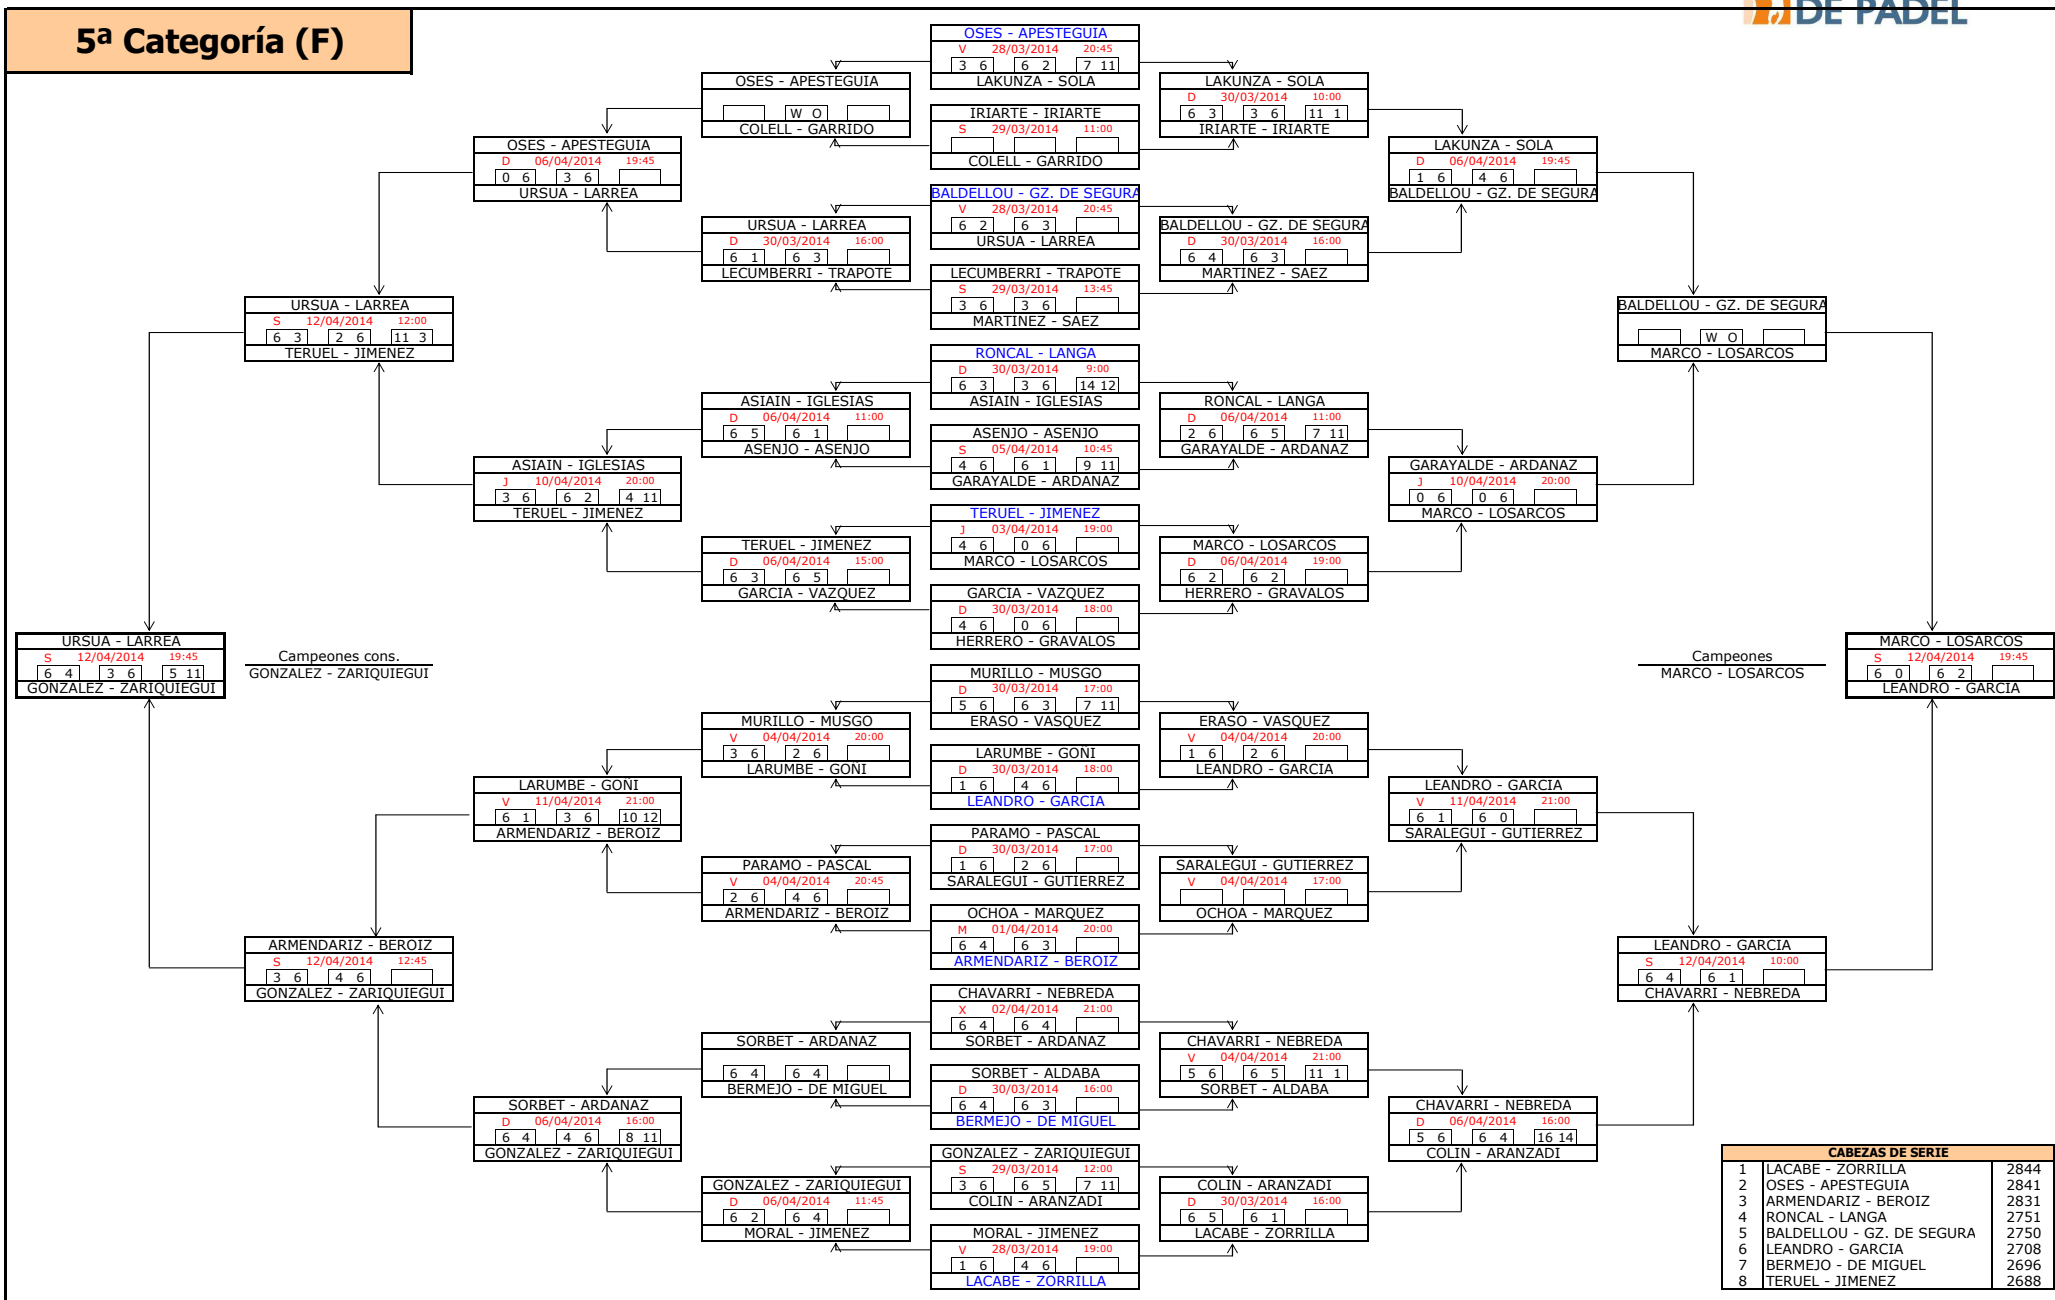 DE PADEL
5ª Categoría (F)
OSES - APESTEGUIA
V 28/03/2014 20:45
3 6 6 2 7 11
LAKUNZA - SOLA
IRIARTE - IRIARTE
S 29/03/2014 11:00
COLELL - GARRIDO
BALDELLOU - GZ. DE SEGURA
V 28/03/2014 20:45
6 2 6 3
URSUA - LARREA
LECUMBERRI - TRAPOTE
S 29/03/2014 13:45
3 6 3 6
MARTINEZ - SAEZ
RONCAL - LANGA
D 30/03/2014 9:00
6 3 3 6 14 12
ASIAIN - IGLESIAS
ASENJO - ASENJO
S 05/04/2014 10:45
4 6 6 1 9 11
GARAYALDE - ARDANAZ
TERUEL - JIMENEZ
J 03/04/2014 19:00
4 6 0 6
MARCO - LOSARCOS
GARCIA - VAZQUEZ
D 30/03/2014 18:00
4 6 0 6
HERRERO - GRAVALOS
MURILLO - MUSGO
D 30/03/2014 17:00
5 6 6 3 7 11
ERASO - VASQUEZ
LARUMBE - GOÑI
D 30/03/2014 18:00
1 6 4 6
LEANDRO - GARCIA
PARAMO - PASCAL
D 30/03/2014 17:00
1 6 2 6
SARALEGUI - GUTIERREZ
OCHOA - MARQUEZ
M 01/04/2014 20:00
6 4 6 3
ARMENDARIZ - BEROIZ
CHAVARRI - NEBREDA
X 02/04/2014 21:00
6 4 6 4
SORBET - ARDANAZ
SORBET - ALDABA
D 30/03/2014 16:00
6 4 6 3
BERMEJO - DE MIGUEL
GONZALEZ - ZARIQUIEGUI
S 29/03/2014 12:00
3 6 6 5 7 11
COLIN - ARANZADI
MORAL - JIMENEZ
V 28/03/2014 19:00
1 6 4 6
LACABE - ZORRILLA
OSES - APESTEGUIA
W O
COLELL - GARRIDO
URSUA - LARREA
D 30/03/2014 16:00
6 1 6 3
LECUMBERRI - TRAPOTE
ASIAIN - IGLESIAS
D 06/04/2014 11:00
6 5 6 1
ASENJO - ASENJO
TERUEL - JIMENEZ
D 06/04/2014 15:00
6 3 6 5
GARCIA - VAZQUEZ
MURILLO - MUSGO
V 04/04/2014 20:00
3 6 2 6
LARUMBE - GOÑI
PARAMO - PASCAL
V 04/04/2014 20:45
2 6 4 6
ARMENDARIZ - BEROIZ
SORBET - ARDANAZ
6 4 6 4
BERMEJO - DE MIGUEL
GONZALEZ - ZARIQUIEGUI
D 06/04/2014 11:45
6 2 6 4
MORAL - JIMENEZ
OSES - APESTEGUIA
D 06/04/2014 19:45
0 6 3 6
URSUA - LARREA
ASIAIN - IGLESIAS
J 10/04/2014 20:00
3 6 6 2 4 11
TERUEL - JIMENEZ
LARUMBE - GOÑI
V 11/04/2014 21:00
6 1 3 6 10 12
ARMENDARIZ - BEROIZ
SORBET - ARDANAZ
D 06/04/2014 16:00
6 4 4 6 8 11
GONZALEZ - ZARIQUIEGUI
URSUA - LARREA
S 12/04/2014 12:00
6 3 2 6 11 3
TERUEL - JIMENEZ
ARMENDARIZ - BEROIZ
S 12/04/2014 12:45
3 6 4 6
GONZALEZ - ZARIQUIEGUI
URSUA - LARREA
S 12/04/2014 19:45
6 4 3 6 5 11
GONZALEZ - ZARIQUIEGUI
Campeones cons.
GONZALEZ - ZARIQUIEGUI
LAKUNZA - SOLA
D 30/03/2014 10:00
6 3 3 6 11 1
IRIARTE - IRIARTE
BALDELLOU - GZ. DE SEGURA
D 30/03/2014 16:00
6 4 6 3
MARTINEZ - SAEZ
RONCAL - LANGA
D 06/04/2014 11:00
2 6 6 5 7 11
GARAYALDE - ARDANAZ
MARCO - LOSARCOS
D 06/04/2014 19:00
6 2 6 2
HERRERO - GRAVALOS
ERASO - VASQUEZ
V 04/04/2014 20:00
1 6 2 6
LEANDRO - GARCIA
SARALEGUI - GUTIERREZ
V 04/04/2014 17:00
OCHOA - MARQUEZ
CHAVARRI - NEBREDA
V 04/04/2014 21:00
5 6 6 5 11 1
SORBET - ALDABA
COLIN - ARANZADI
D 30/03/2014 16:00
6 5 6 1
LACABE - ZORRILLA
LAKUNZA - SOLA
D 06/04/2014 19:45
1 6 4 6
BALDELLOU - GZ. DE SEGURA
GARAYALDE - ARDANAZ
J 10/04/2014 20:00
0 6 0 6
MARCO - LOSARCOS
LEANDRO - GARCIA
V 11/04/2014 21:00
6 1 6 0
SARALEGUI - GUTIERREZ
CHAVARRI - NEBREDA
D 06/04/2014 16:00
5 6 6 4 16 14
COLIN - ARANZADI
BALDELLOU - GZ. DE SEGURA
W O
MARCO - LOSARCOS
LEANDRO - GARCIA
S 12/04/2014 10:00
6 4 6 1
CHAVARRI - NEBREDA
Campeones
MARCO - LOSARCOS
MARCO - LOSARCOS
S 12/04/2014 19:45
6 0 6 2
LEANDRO - GARCIA
CABEZAS DE SERIE
1 LACABE - ZORRILLA 2844
2 OSES - APESTEGUIA 2841
3 ARMENDARIZ - BEROIZ 2831
4 RONCAL - LANGA 2751
5 BALDELLOU - GZ. DE SEGURA 2750
6 LEANDRO - GARCIA 2708
7 BERMEJO - DE MIGUEL 2696
8 TERUEL - JIMENEZ 2688